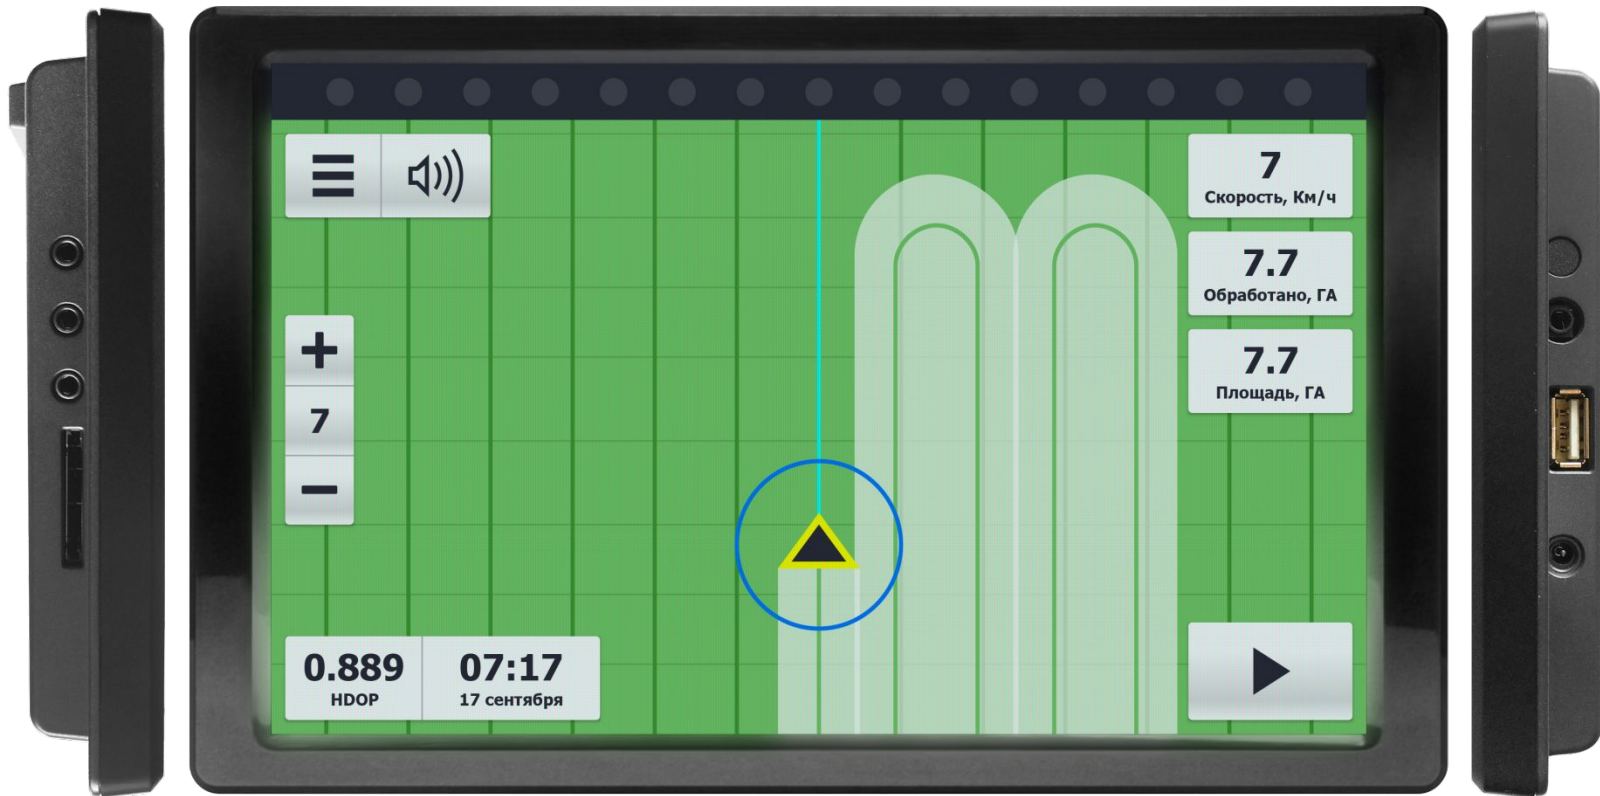 7
Скорость, Км/ч
7.7
Обработано, ГА
7.7
Площадь, ГА
+
7
−
0.889
HDOP
07:17
17 сентября